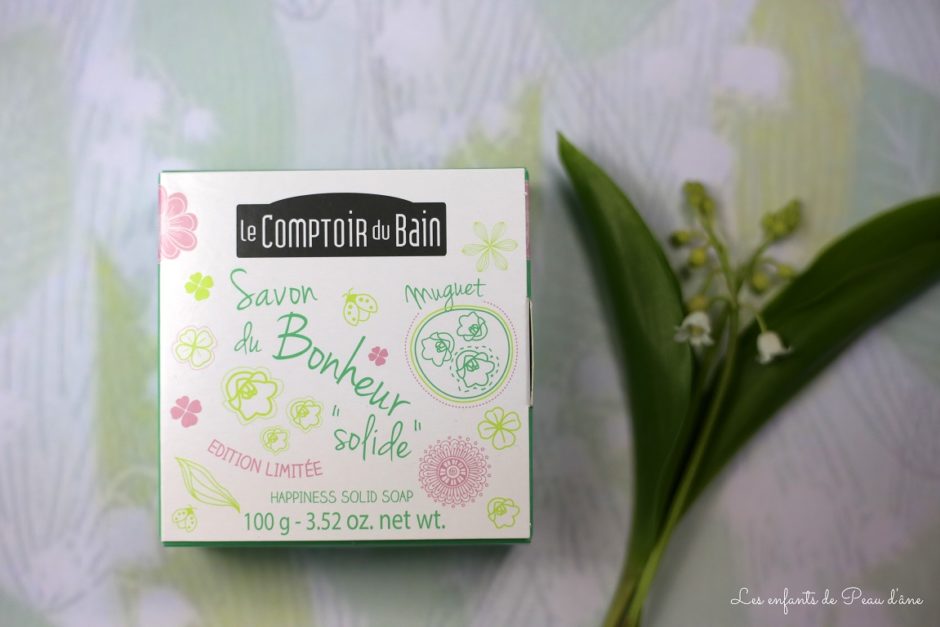 Le Comptoir du Bain
Savon
Muguet
du Bonheur
"solide"
EDITION LIMITÉE
HAPPINESS SOLID SOAP
100 g - 3.52 oz. net wt.
Les enfants de Peau d'âne